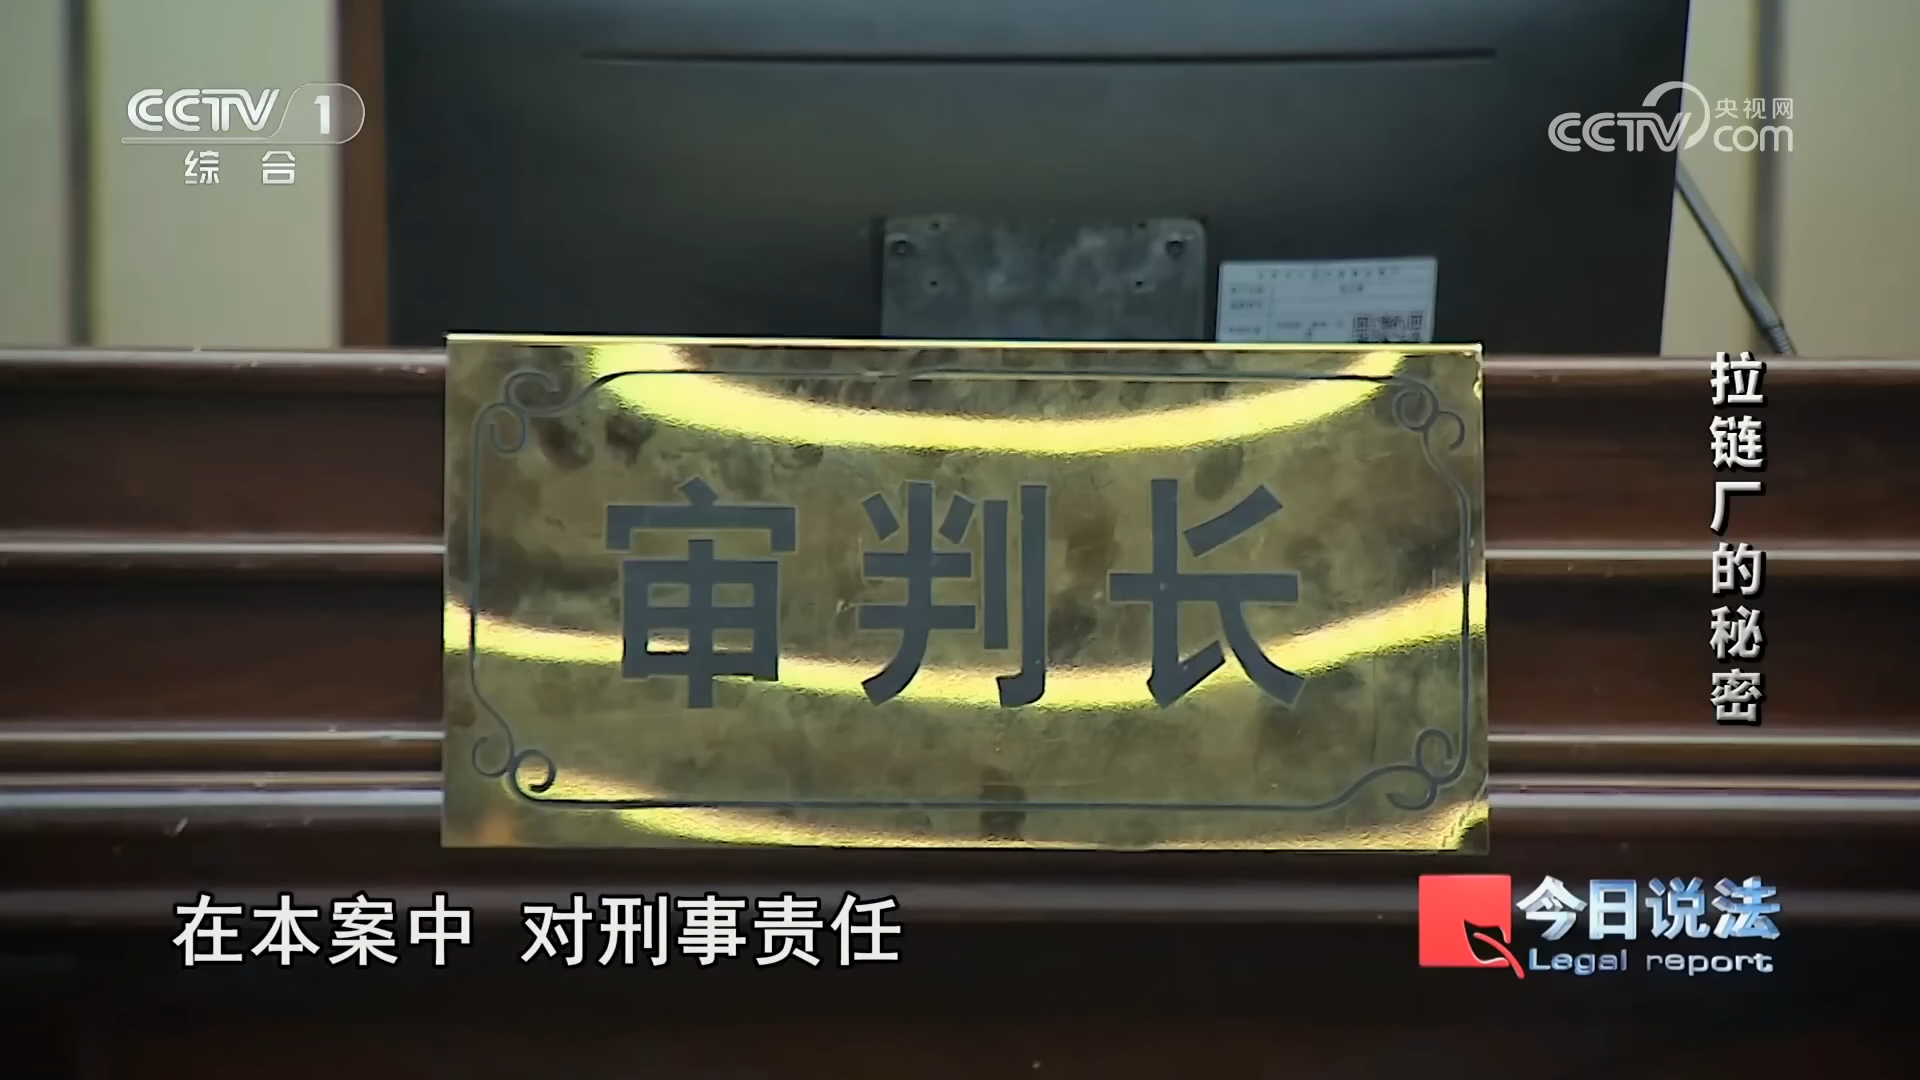 CCTV 1
综合
央视网
CCTV com
审判长
拉链厂的秘密
在本案中 对刑事责任
今日说法
Legal report